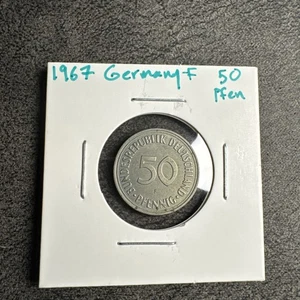 1967 Germany F 50
Pfen
BUNDESREPUBLIK DEUTSCHLAND
50
PFENNIG